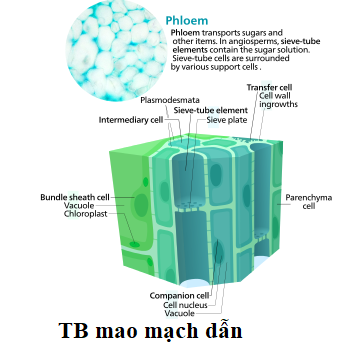 Phloem
Phloem transports sugars and
other items. In angiosperms, sieve-tube
elements contain the sugar solution.
Sieve-tube cells are surrounded
by various support cells .
Transfer cell
Cell wall
ingrowths
Plasmodesmata
Sieve-tube element
Intermediary cell
Sieve plate
Bundle sheath cell
Vacuole
Chloroplast
Parenchyma
cell
Companion cell
Cell nucleus
Vacuole
TB mao mạch dẫn